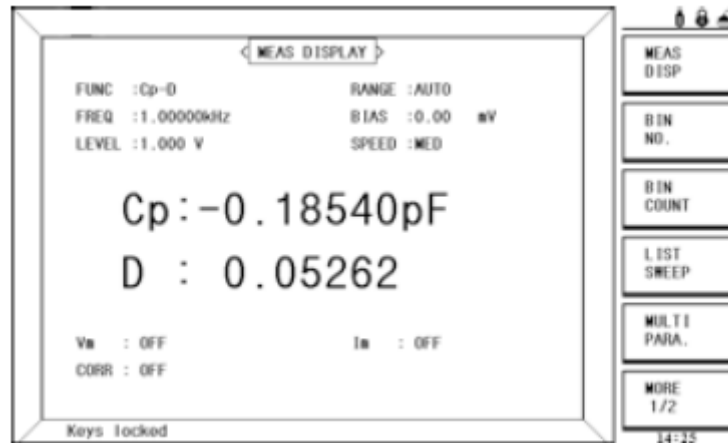 < MEAS DISPLAY >
FUNC :Cp-D RANGE :AUTO
FREQ :1.00000kHz BIAS :0.00 mV
LEVEL :1.000 V SPEED :MED
Cp:-0.18540pF
D : 0.05262
Vm : OFF Im : OFF
CORR : OFF
Keys locked
MEAS
DISP
BIN
NO.
BIN
COUNT
LIST
SWEEP
MULTI
PARA.
MORE
1/2
14:25